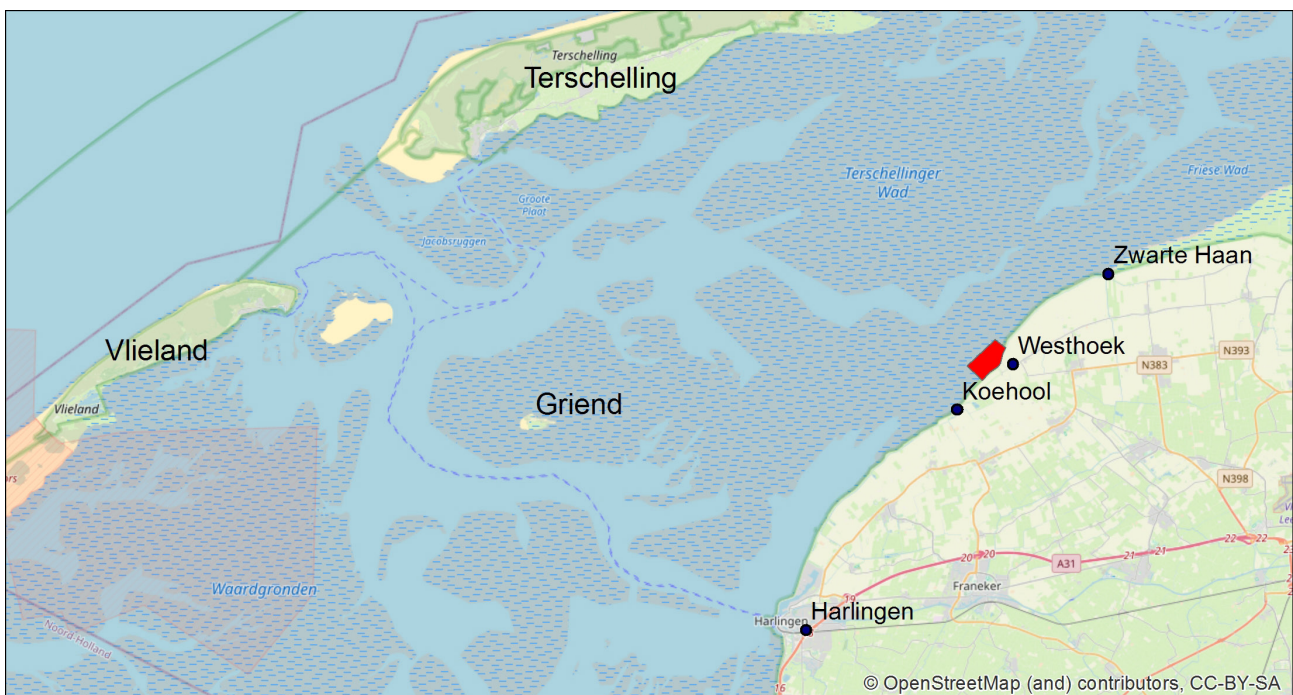 Terschelling
Terschelling
Terschellinger
Wad
Friese Wad
Groote
Plaat
Jacobsruggen
Zwarte Haan
Vlieland
Westhoek
N393
N383
Koehool
Griend
Vlieland
N398
22
22
21
21
20
20
A31
Waardgronden
Franeker
19
Harlingen
Harlingen
Noord-Holland
16
© OpenStreetMap (and) contributors, CC-BY-SA